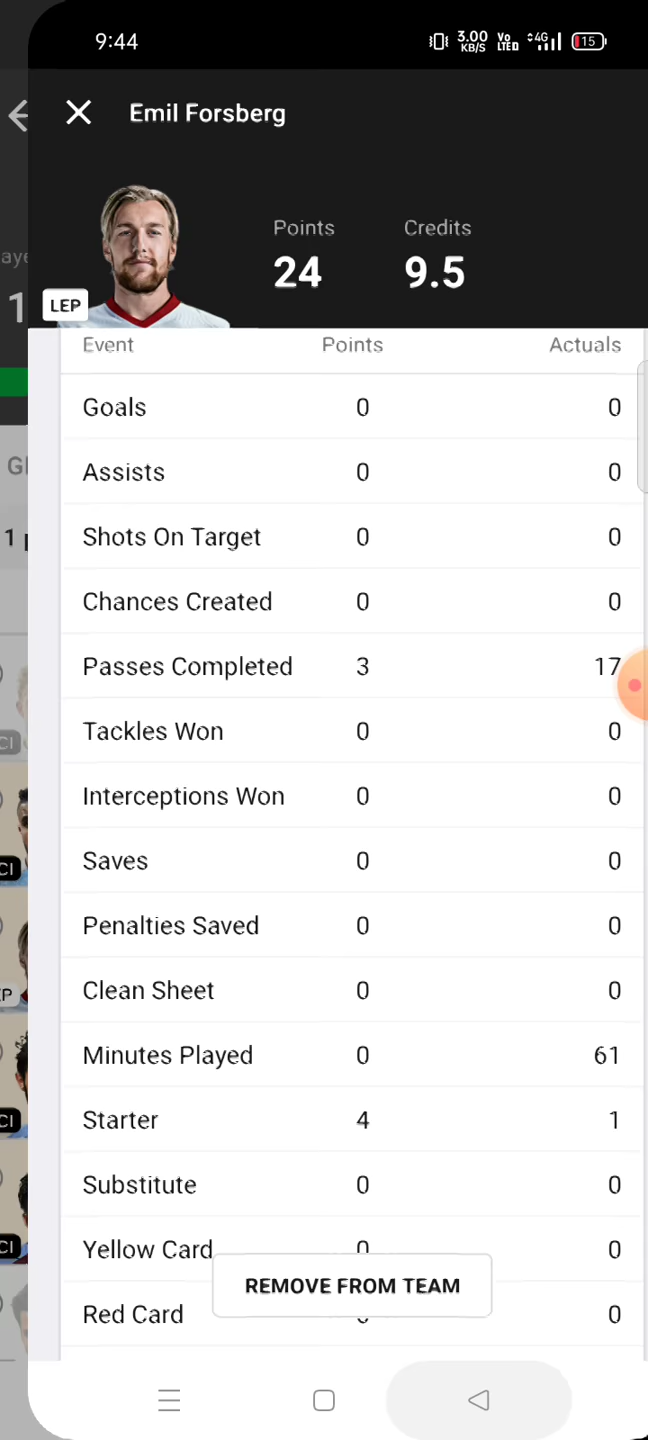 9:44 3.00 KB/S Vo LTE 4G 15
Emil Forsberg
Points Credits
24 9.5
LEP
Event Points Actuals
Goals 0 0
Assists 0 0
Shots On Target 0 0
Chances Created 0 0
Passes Completed 3 17
Tackles Won 0 0
Interceptions Won 0 0
Saves 0 0
Penalties Saved 0 0
Clean Sheet 0 0
Minutes Played 0 61
Starter 4 1
Substitute 0 0
Yellow Card 0 0
REMOVE FROM TEAM
Red Card 0